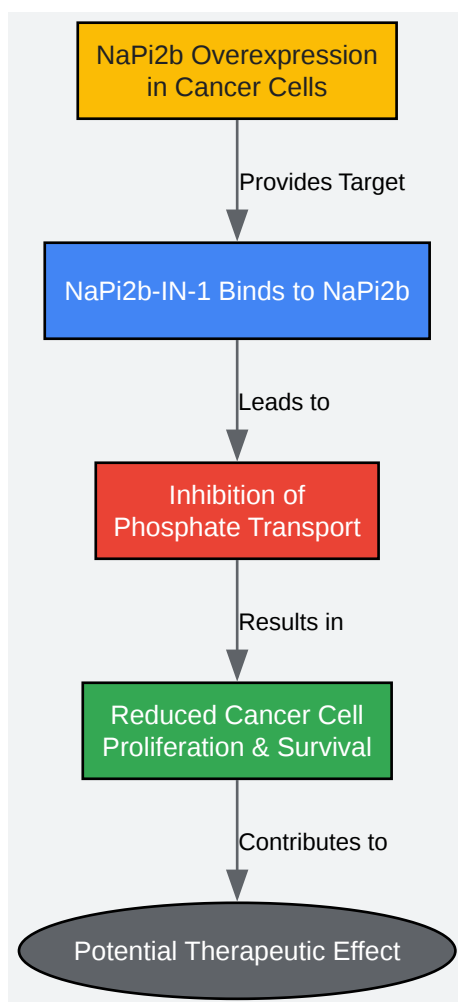 NaPi2b Overexpression
in Cancer Cells
Provides Target
NaPi2b-IN-1 Binds to NaPi2b
Leads to
Inhibition of
Phosphate Transport
Results in
Reduced Cancer Cell
Proliferation & Survival
Contributes to
Potential Therapeutic Effect